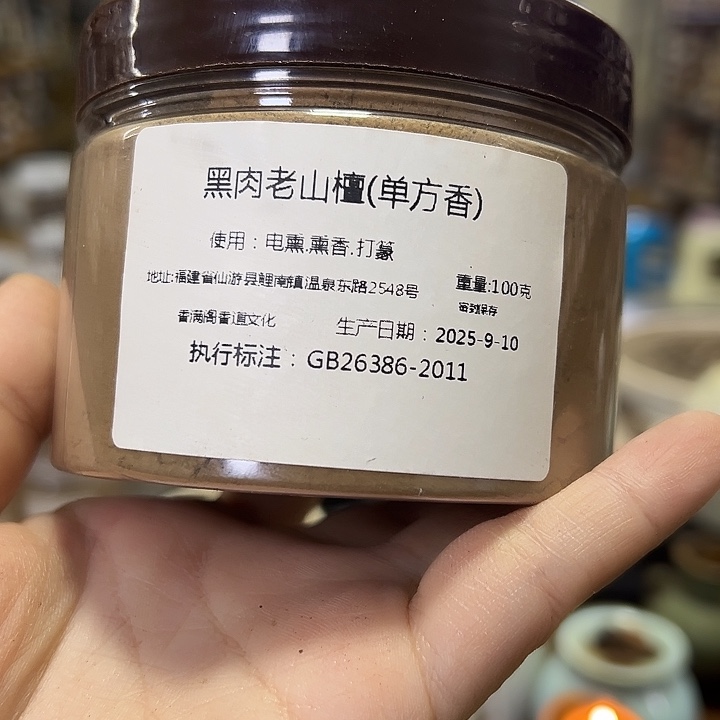 黑肉老山檀(单方香)
使用：电熏.熏香.打篆
地址:福建省仙游县鲤南镇温泉东路2548号
重量:100克
密封保存
香满阁香道文化
生产日期：2025-9-10
执行标注：GB26386-2011